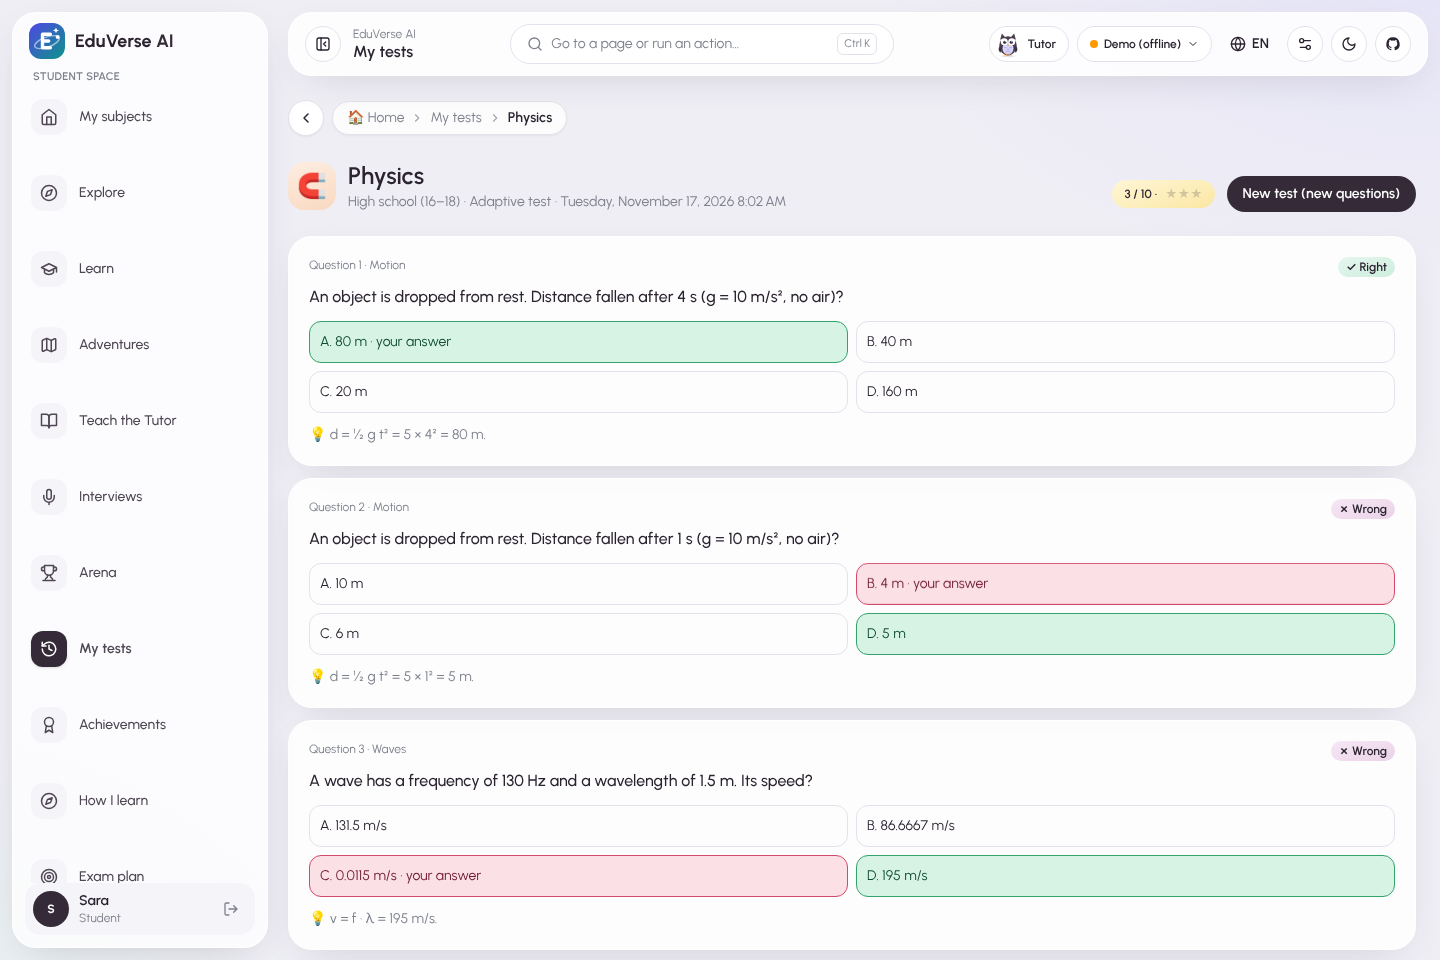 EduVerse AI
STUDENT SPACE
My subjects
Explore
Learn
Adventures
Teach the Tutor
Interviews
Arena
My tests
Achievements
How I learn
Exam plan
S
Sara
Student
EduVerse AI
My tests
Go to a page or run an action...
Ctrl K
Tutor
Demo (offline)
EN
Home
My tests
Physics
Physics
High school (16–18) · Adaptive test · Tuesday, November 17, 2026 8:02 AM
3 / 10 · ★★★
New test (new questions)
Question 1 · Motion
✓ Right
An object is dropped from rest. Distance fallen after 4 s (g = 10 m/s², no air)?
A. 80 m · your answer
B. 40 m
C. 20 m
D. 160 m
d = ½ g t² = 5 × 4² = 80 m.
Question 2 · Motion
× Wrong
An object is dropped from rest. Distance fallen after 1 s (g = 10 m/s², no air)?
A. 10 m
B. 4 m · your answer
C. 6 m
D. 5 m
d = ½ g t² = 5 × 1² = 5 m.
Question 3 · Waves
× Wrong
A wave has a frequency of 130 Hz and a wavelength of 1.5 m. Its speed?
A. 131.5 m/s
B. 86.6667 m/s
C. 0.0115 m/s · your answer
D. 195 m/s
v = f · λ = 195 m/s.